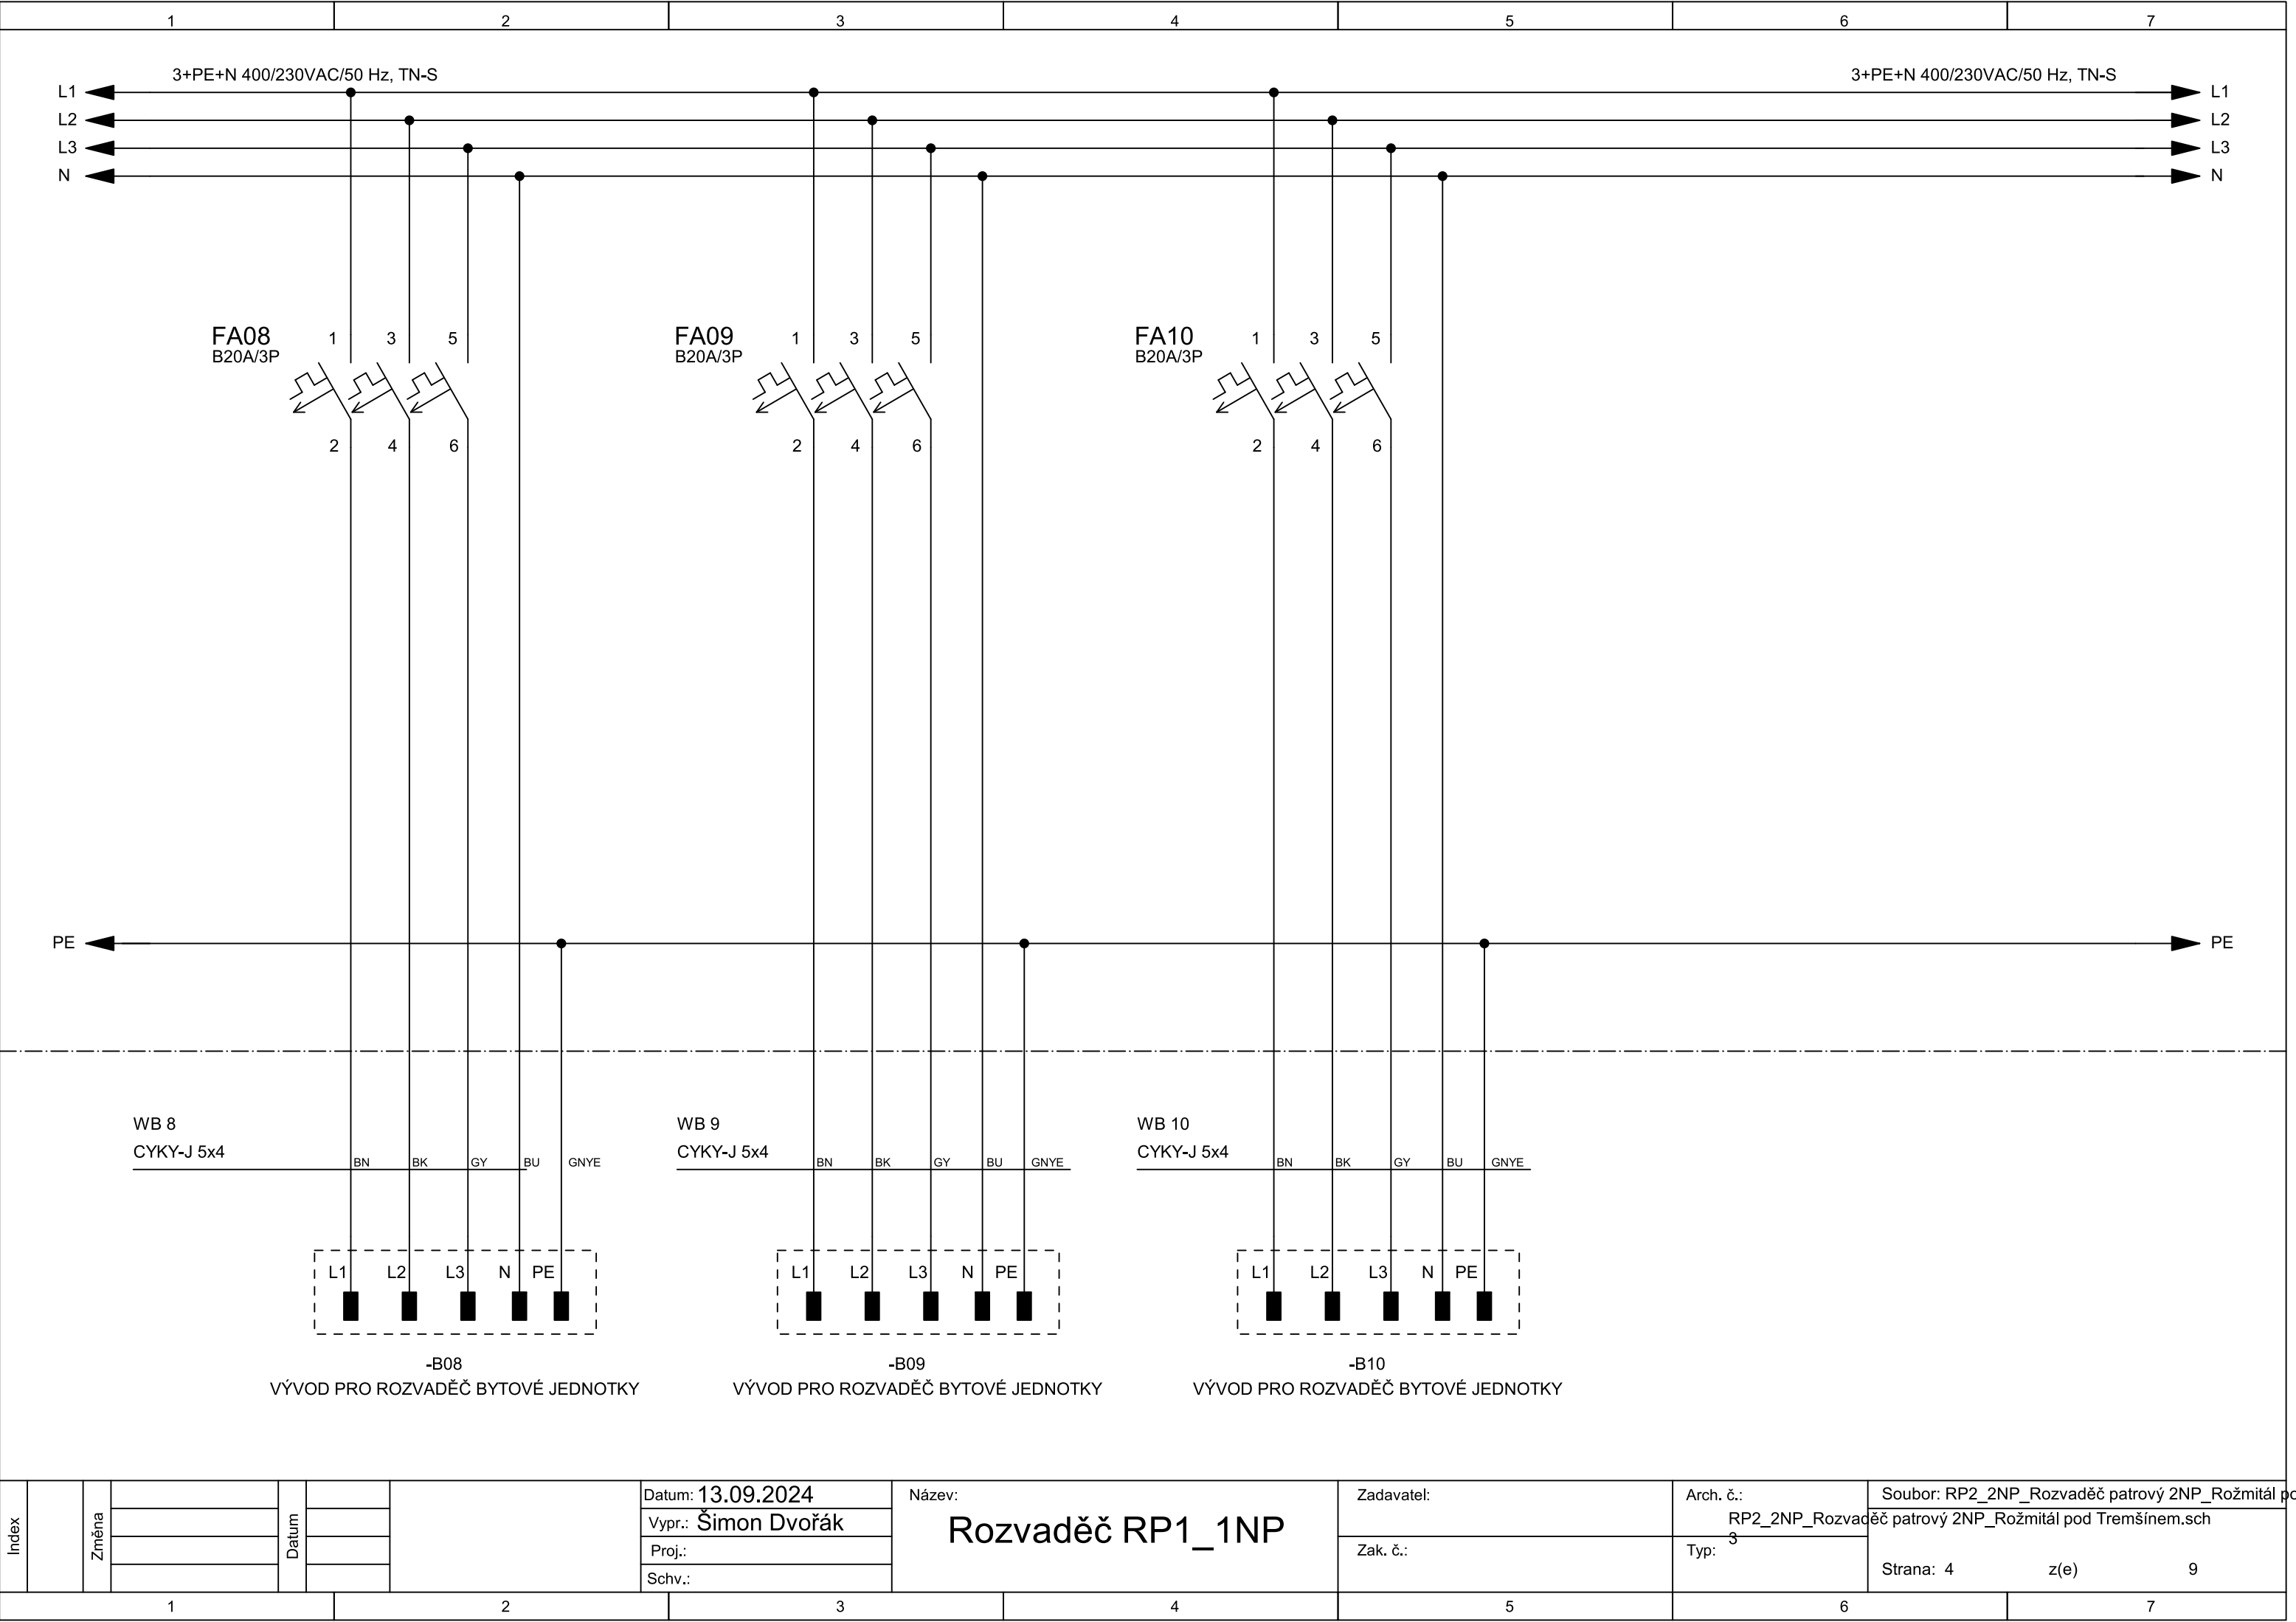 1 2 3 4 5 6 7
3+PE+N 400/230VAC/50 Hz, TN-S 3+PE+N 400/230VAC/50 Hz, TN-S
L1 L1
L2 L2
L3 L3
N N
FA08 1 3 5 FA09 1 3 5 FA10 1 3 5
B20A/3P B20A/3P B20A/3P
2 4 6 2 4 6 2 4 6
PE PE
WB 8 WB 9 WB 10
CYKY-J 5x4 CYKY-J 5x4 CYKY-J 5x4
BN BK GY BU GNYE BN BK GY BU GNYE BN BK GY BU GNYE
L1 L2 L3 N PE L1 L2 L3 N PE L1 L2 L3 N PE
-B08 -B09 -B10
VÝVOD PRO ROZVADĚČ BYTOVÉ JEDNOTKY VÝVOD PRO ROZVADĚČ BYTOVÉ JEDNOTKY VÝVOD PRO ROZVADĚČ BYTOVÉ JEDNOTKY
Index
Změna
Datum
Datum: 13.09.2024
Vypr.: Šimon Dvořák
Proj.:
Schv.:
Název:
Rozvaděč RP1_1NP
Zadavatel:
Zak. č.:
Arch. č.:
RP2_2NP_Rozvaděč patrový 2NP_Rožmitál pod Tremšínem.sch
3
Typ:
Soubor: RP2_2NP_Rozvaděč patrový 2NP_Rožmitál po
Strana: 4 z(e) 9
1 2 3 4 5 6 7